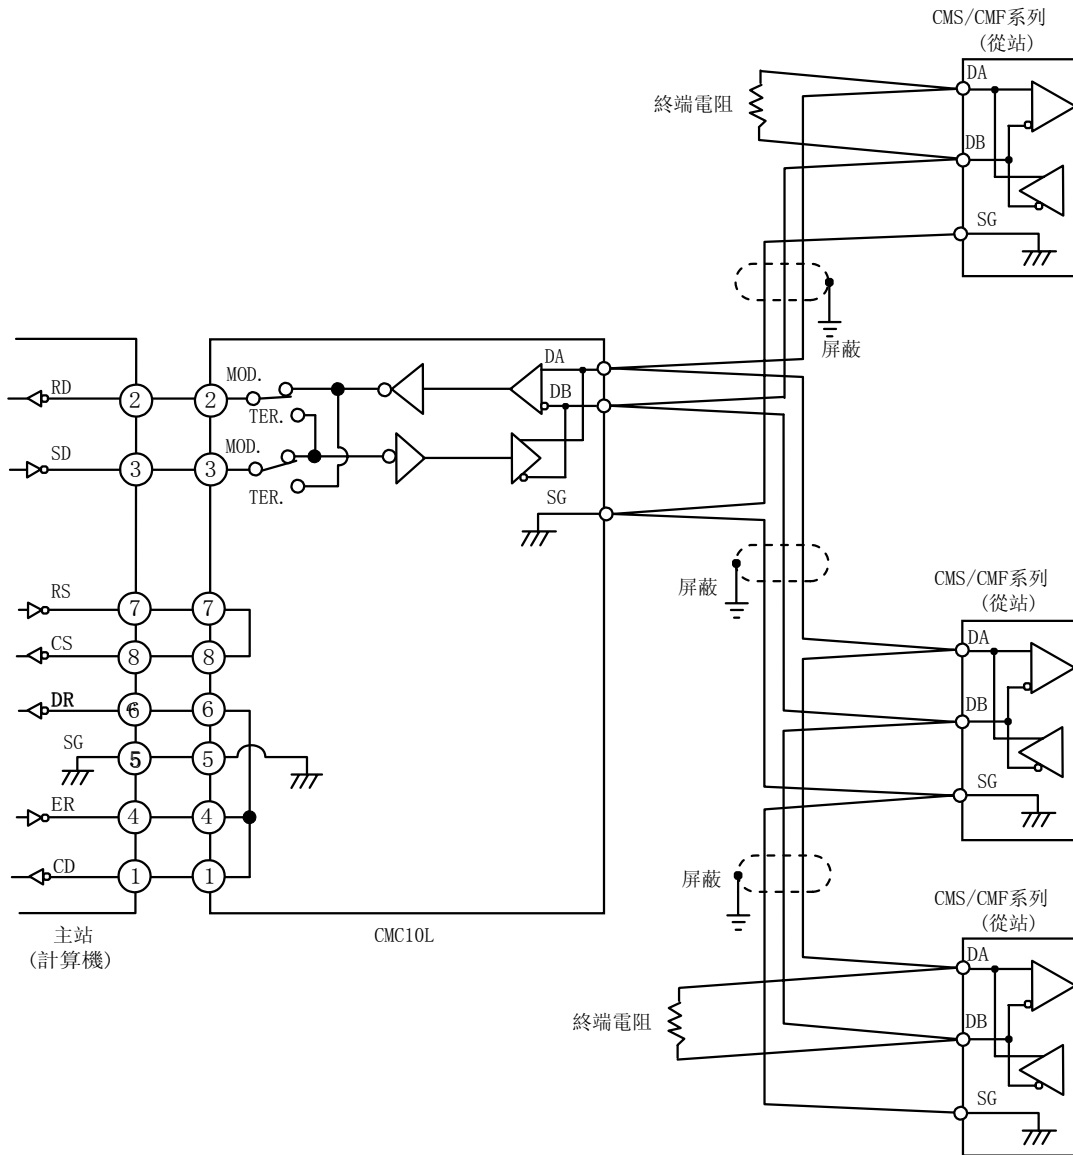 CMS/CMF系列
(從站)
DA
終端電阻
DB
SG
屏蔽
RD
2
2
MOD.
TER.
DA
DB
SD
3
3
MOD.
TER.
SG
屏蔽
CMS/CMF系列
(從站)
DA
DB
SG
RS
7
7
CS
8
8
DR
6
6
SG
5
5
ER
4
4
CD
1
1
屏蔽
主站
(計算機)
CMC10L
CMS/CMF系列
(從站)
DA
終端電阻
DB
SG